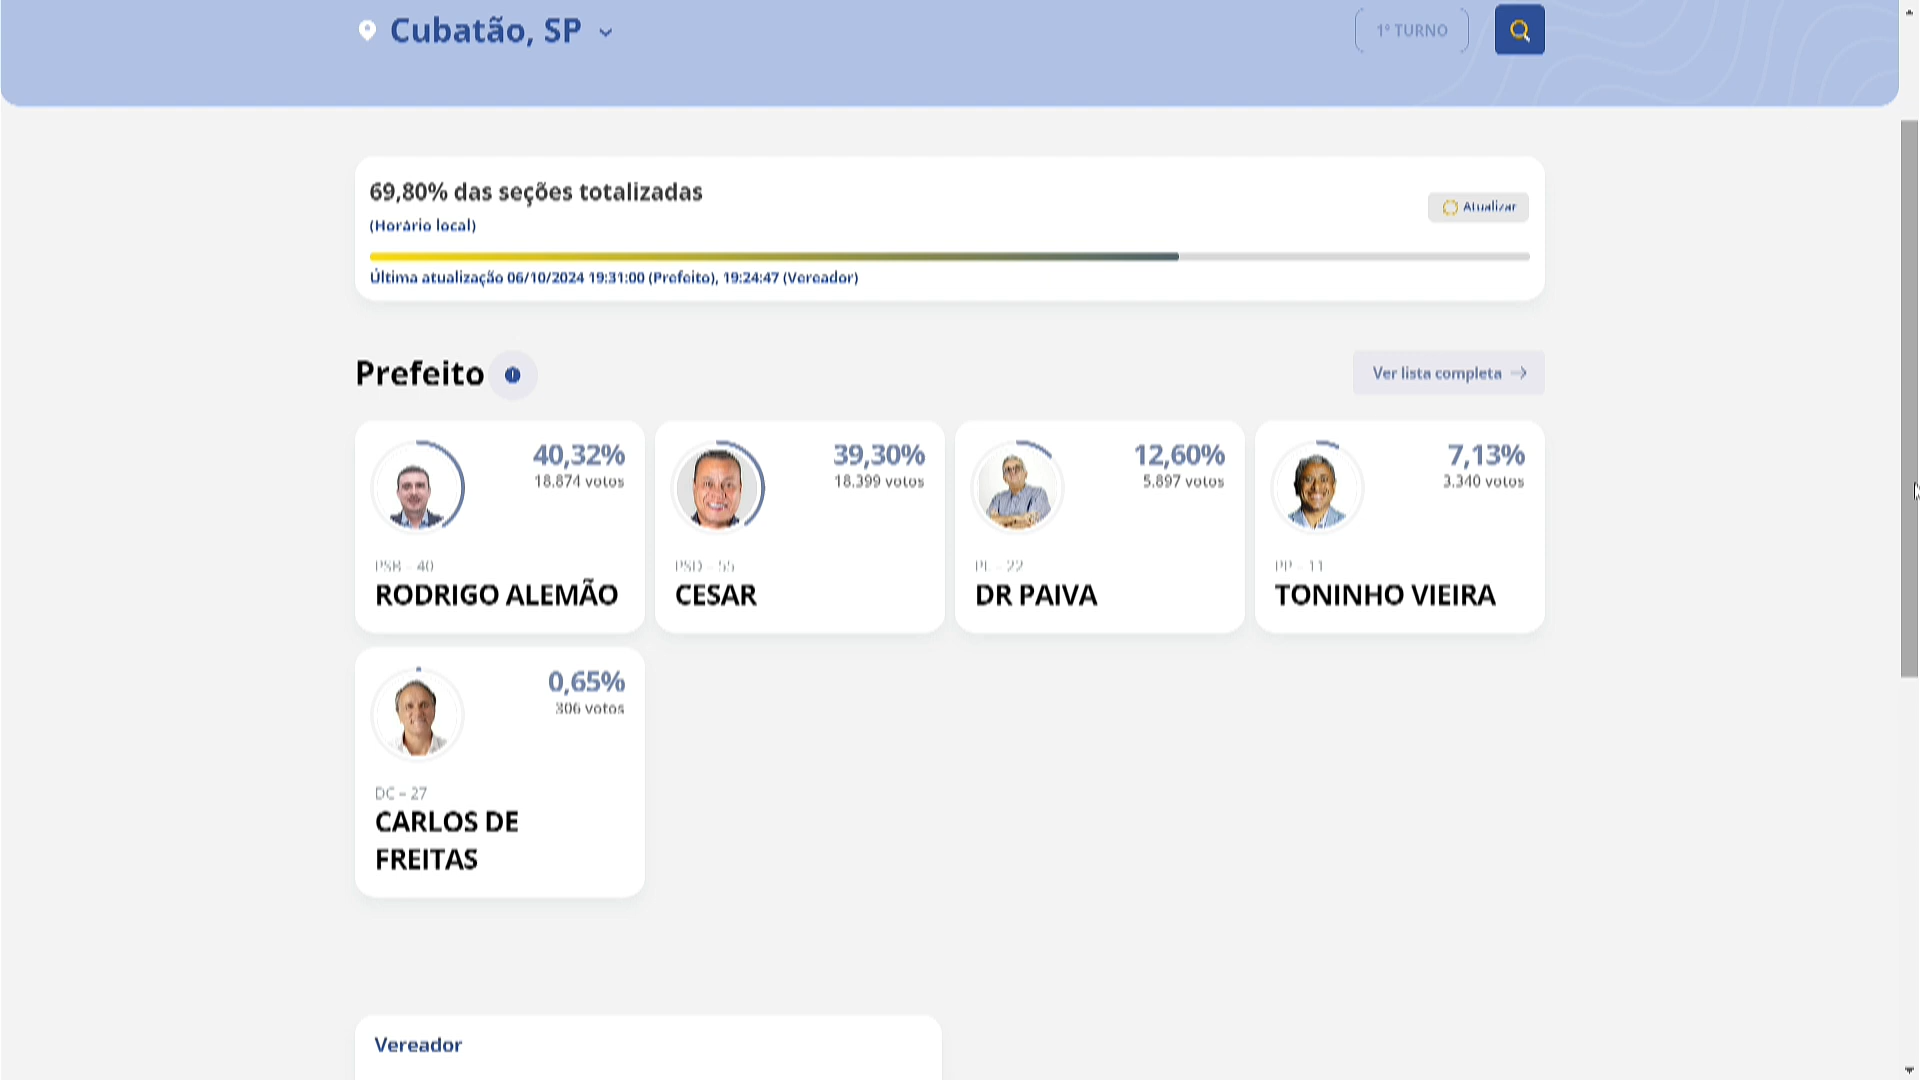 Cubatão, SP
1º TURNO
69,80% das seções totalizadas
Atualizar
(Horário local)
Última atualização 06/10/2024 19:31:00 (Prefeito), 19:24:47 (Vereador)
Prefeito
Ver lista completa
40,32%
18.874 votos
PSB - 40
RODRIGO ALEMÃO
39,30%
18.399 votos
PSD - 55
CESAR
12,60%
5.897 votos
PL - 22
DR PAIVA
7,13%
3.340 votos
PP - 11
TONINHO VIEIRA
0,65%
306 votos
DC - 27
CARLOS DE
FREITAS
Vereador